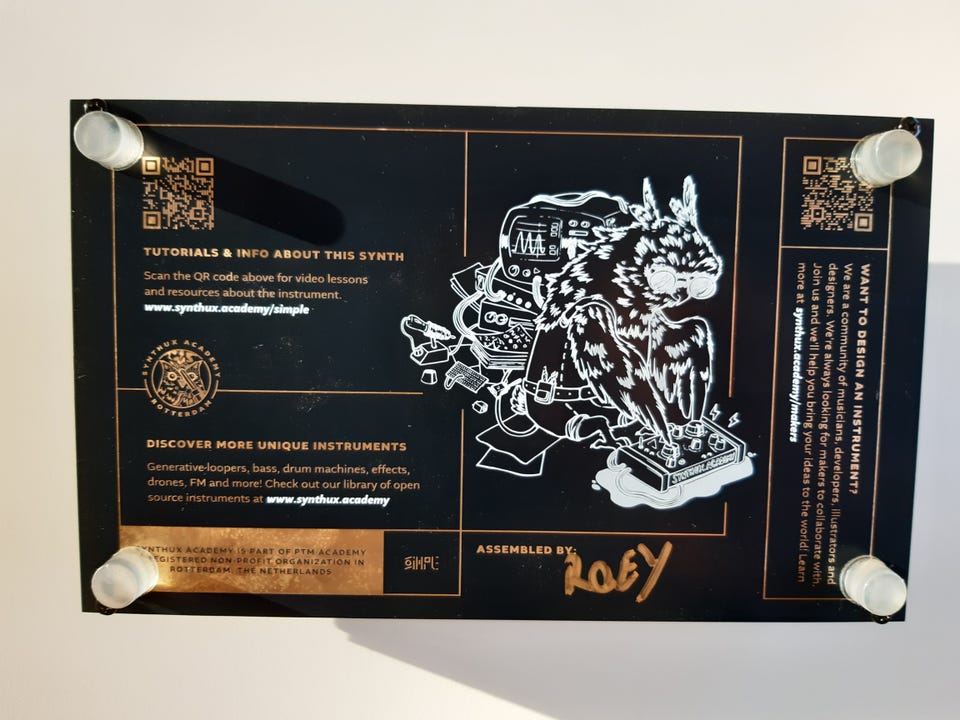 TUTORIALS & INFO ABOUT THIS SYNTH
Scan the QR code above for video lessons
and resources about the instrument.
www.synthux.academy/simple
SYNTHUX ACADEMY
ROTTERDAM
DISCOVER MORE UNIQUE INSTRUMENTS
Generative-loopers, bass, drum machines, effects,
drones, FM and more! Check out our library of open
source instruments at www.synthux.academy
SYNTHUX ACADEMY IS PART OF PTM ACADEMY
REGISTERED NON-PROFIT ORGANIZATION IN
ROTTERDAM, THE NETHERLANDS
SIMPL
SYNTHUX ACADEMY
ASSEMBLED BY:
ROEY
WANT TO DESIGN AN INSTRUMENT?
We are a community of musicians, developers, illustrators and
designers. We're always looking for makers to collaborate with.
Join us and we'll help you bring your ideas to the world! Learn
more at synthux.academy/makers